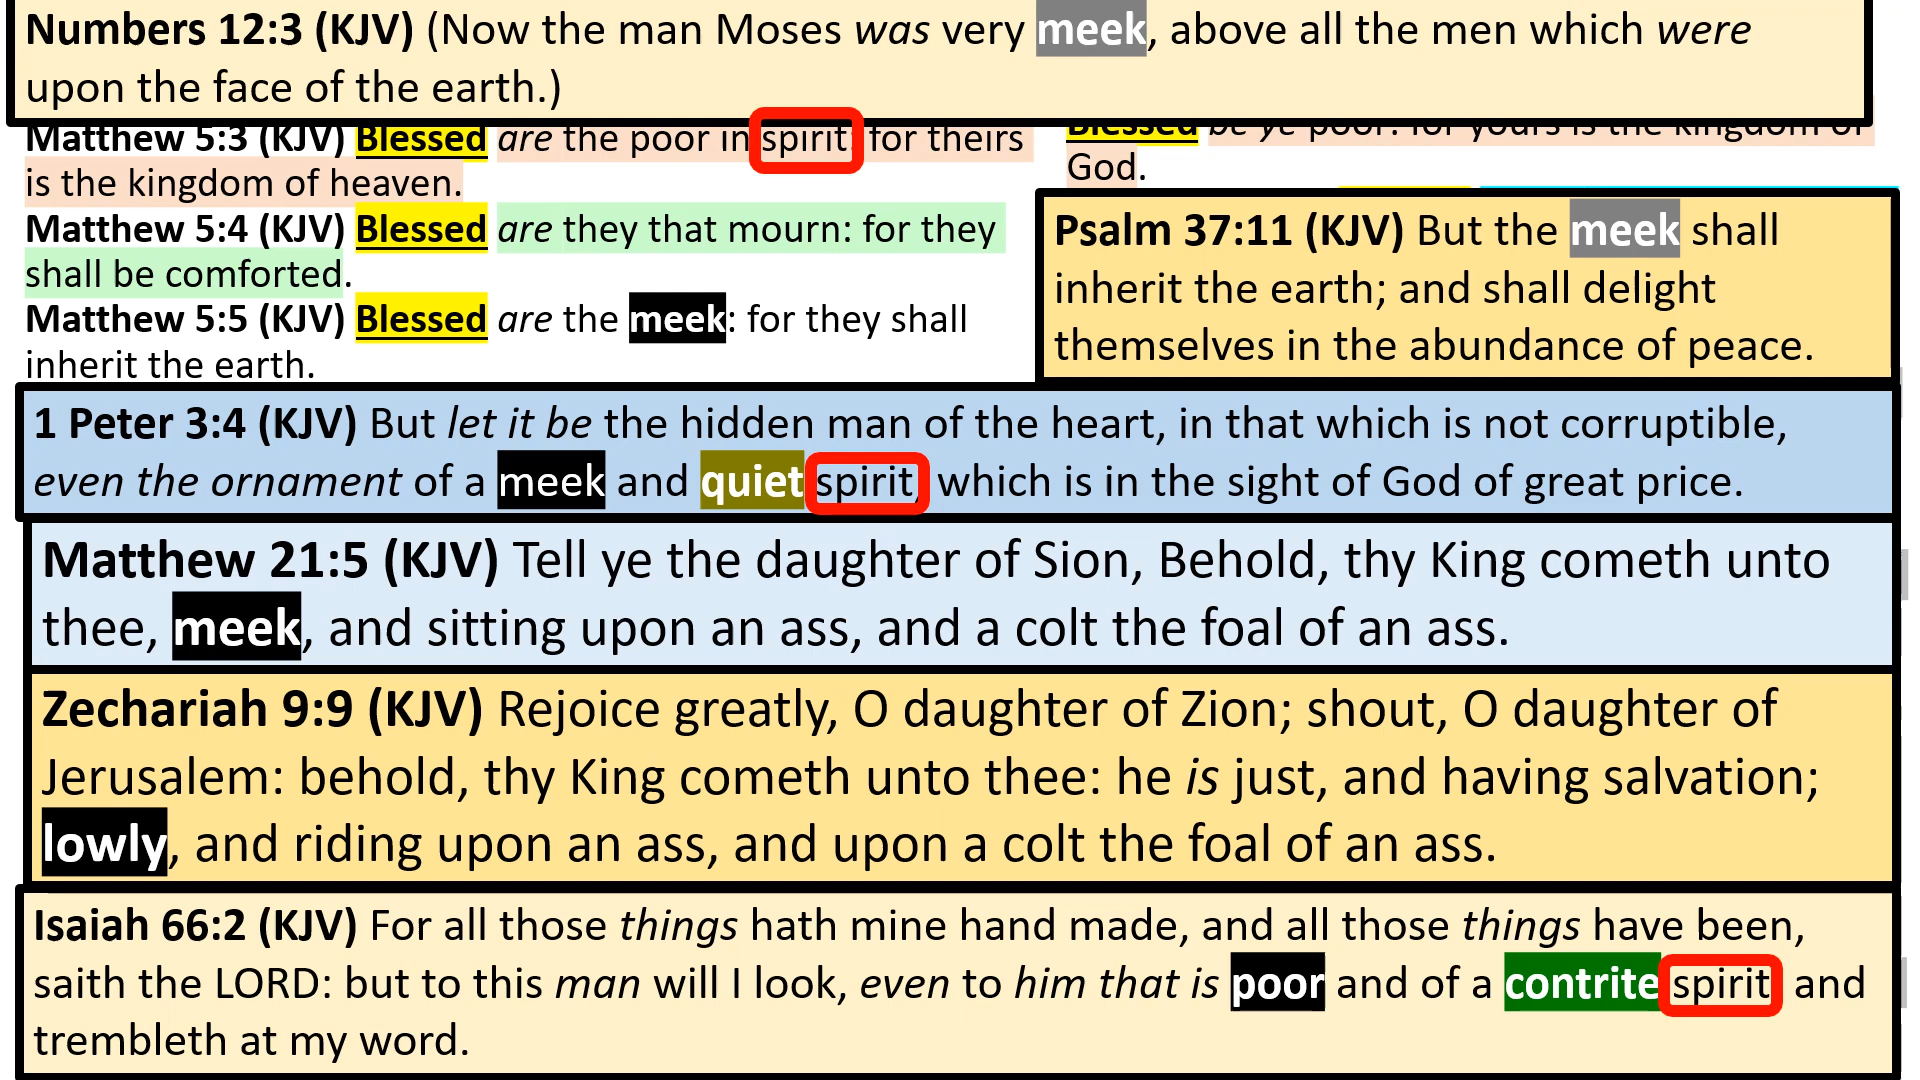 Numbers 12:3 (KJV) (Now the man Moses was very meek, above all the men which were
upon the face of the earth.)
Matthew 5:3 (KJV) Blessed are the poor in spirit: for theirs
is the kingdom of heaven.
Matthew 5:4 (KJV) Blessed are they that mourn: for they
shall be comforted.
Matthew 5:5 (KJV) Blessed are the meek: for they shall
inherit the earth.
Blessed be ye poor: for yours is the kingdom of
God.
Psalm 37:11 (KJV) But the meek shall
inherit the earth; and shall delight
themselves in the abundance of peace.
1 Peter 3:4 (KJV) But let it be the hidden man of the heart, in that which is not corruptible,
even the ornament of a meek and quiet spirit, which is in the sight of God of great price.
Matthew 21:5 (KJV) Tell ye the daughter of Sion, Behold, thy King cometh unto
thee, meek, and sitting upon an ass, and a colt the foal of an ass.
Zechariah 9:9 (KJV) Rejoice greatly, O daughter of Zion; shout, O daughter of
Jerusalem: behold, thy King cometh unto thee: he is just, and having salvation;
lowly, and riding upon an ass, and upon a colt the foal of an ass.
Isaiah 66:2 (KJV) For all those things hath mine hand made, and all those things have been,
saith the LORD: but to this man will I look, even to him that is poor and of a contrite spirit and
trembleth at my word.